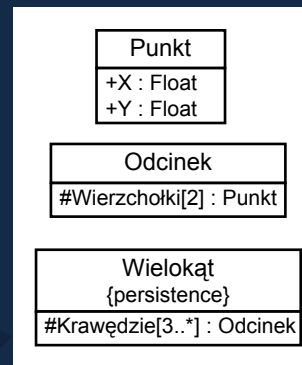 Punkt
+X : Float
+Y : Float
Odcinek
#Wierzchołki[2] : Punkt
Wielokąt
{persistence}
#Krawędzie[3..*] : Odcinek